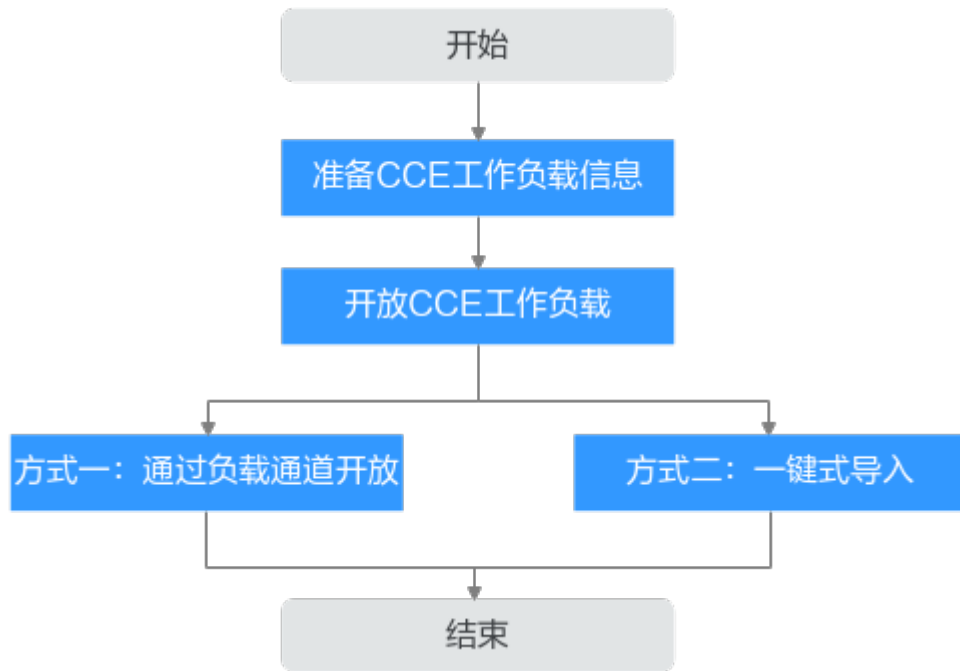 开始
准备CCE工作负载信息
开放CCE工作负载
方式一：通过负载通道开放
方式二：一键式导入
结束